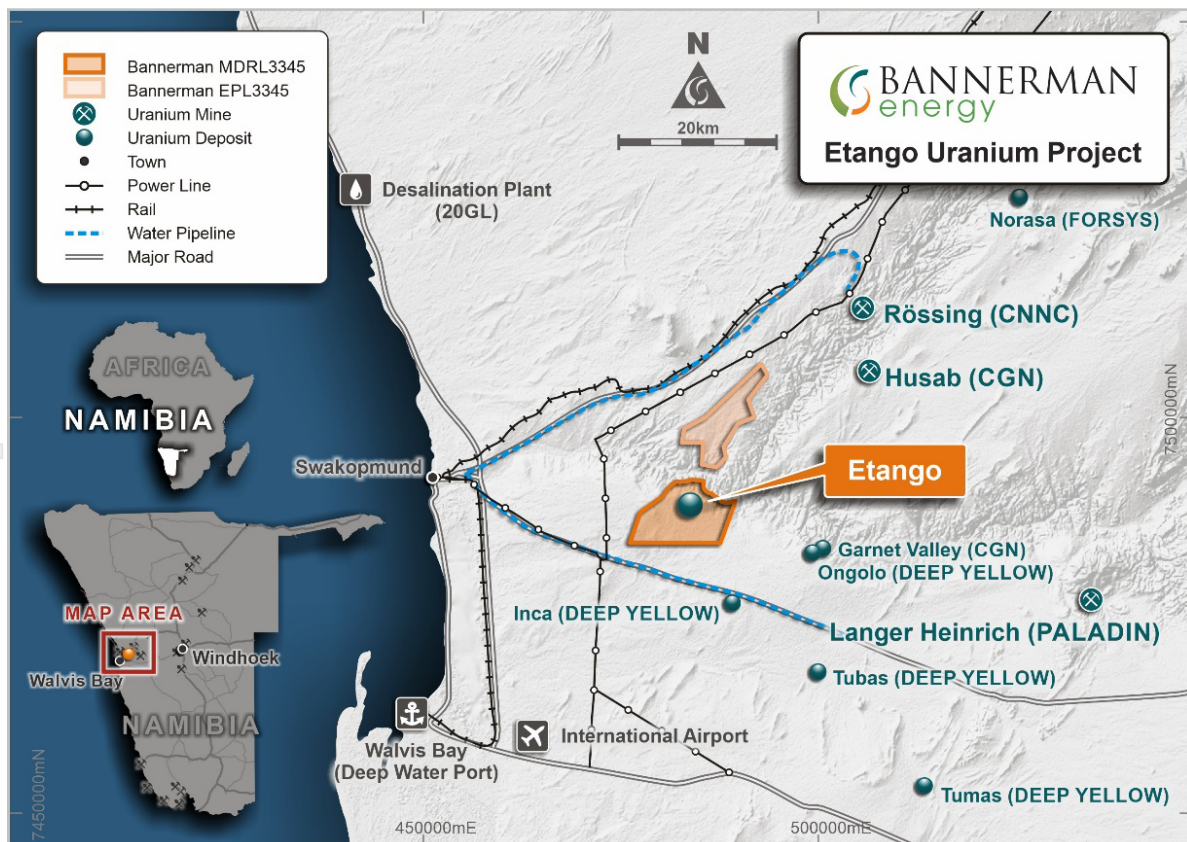 Bannerman MDRL3345
Bannerman EPL3345
Uranium Mine
Uranium Deposit
Town
Power Line
Rail
Water Pipeline
Major Road
N
20km
BANNERMAN
energy
Etango Uranium Project
Desalination Plant
(20GL)
Norasa (FORSYS)
Rössing (CNNC)
Husab (CGN)
AFRICA
NAMIBIA
Swakopmund
Etango
Garnet Valley (CGN)
Ongolo (DEEP YELLOW)
Inca (DEEP YELLOW)
Langer Heinrich (PALADIN)
Tubas (DEEP YELLOW)
MAP AREA
Windhoek
Walvis Bay
NAMIBIA
Walvis Bay
(Deep Water Port)
International Airport
Tumas (DEEP YELLOW)
7500000mN
7450000mN
450000mE
500000mE